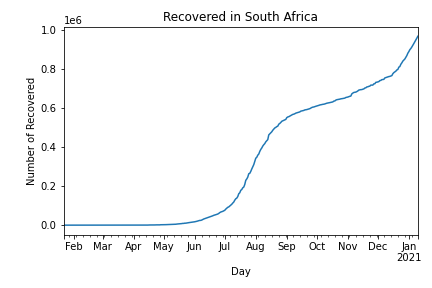 Recovered in South Africa
1e6
1.0
0.8
0.6
0.4
0.2
0.0
Number of Recovered
Feb Mar Apr May Jun Jul Aug Sep Oct Nov Dec Jan
2021
Day